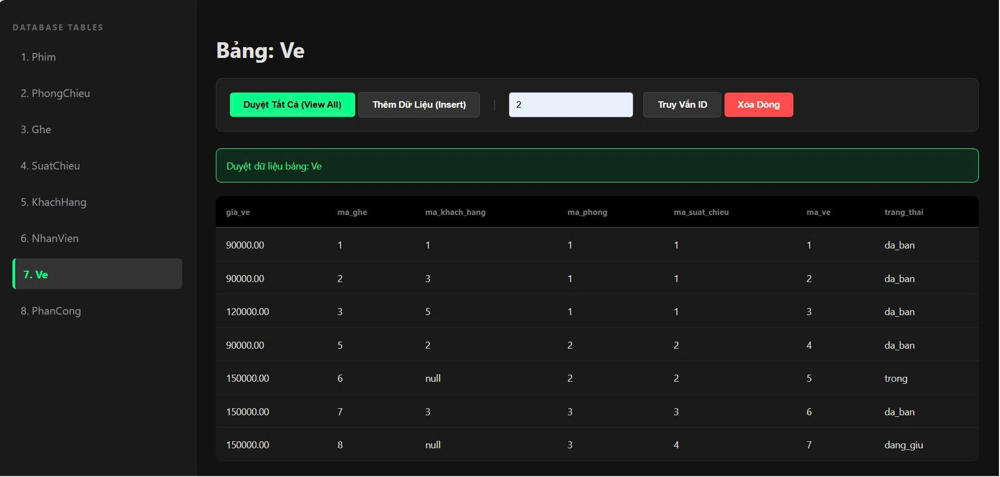 DATABASE TABLES
1. Phim
2. PhongChieu
3. Ghe
4. SuatChieu
5. KhachHang
6. NhanVien
7. Ve
8. PhanCong
Bảng: Ve
Duyệt Tất Cả (View All) Thêm Dữ Liệu (Insert) | 2 Truy Vấn ID Xóa Dòng
Duyệt dữ liệu bảng: Ve
gia_ve ma_ghe ma_khach_hang ma_phong ma_suat_chieu ma_ve trang_thai
90000.00 1 1 1 1 1 da_ban
90000.00 2 3 1 1 2 da_ban
120000.00 3 5 1 1 3 da_ban
90000.00 5 2 2 2 4 da_ban
150000.00 6 null 2 2 5 trong
150000.00 7 3 3 3 6 da_ban
150000.00 8 null 3 4 7 dang_giu